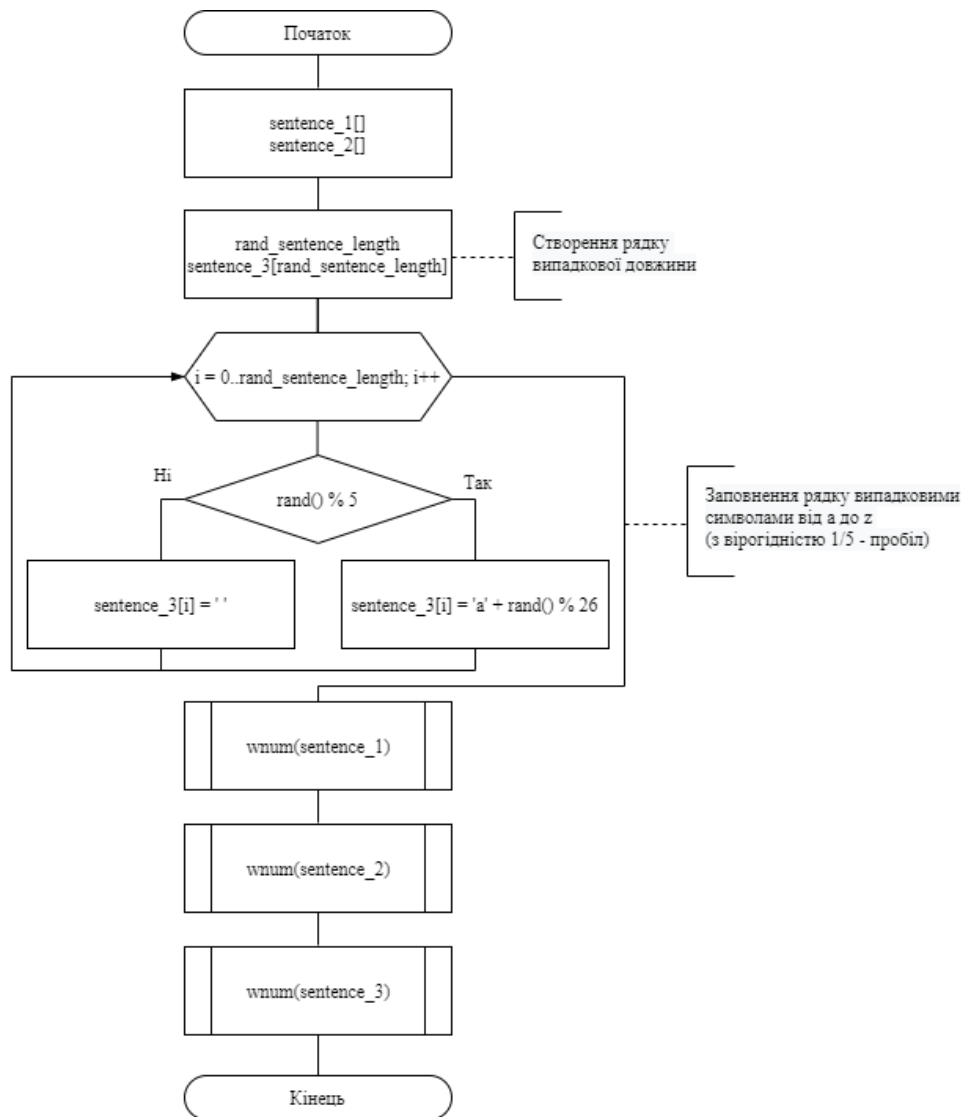 Початок
sentence_1[]
sentence_2[]
rand_sentence_length
sentence_3[rand_sentence_length]
Створення рядку
випадкової довжини
i = 0..rand_sentence_length; i++
Ні
Так
rand() % 5
Заповнення рядку випадковими
символами від a до z
(з вірогідністю 1/5 - пробіл)
sentence_3[i] = ' '
sentence_3[i] = 'a' + rand() % 26
wnum(sentence_1)
wnum(sentence_2)
wnum(sentence_3)
Кінець